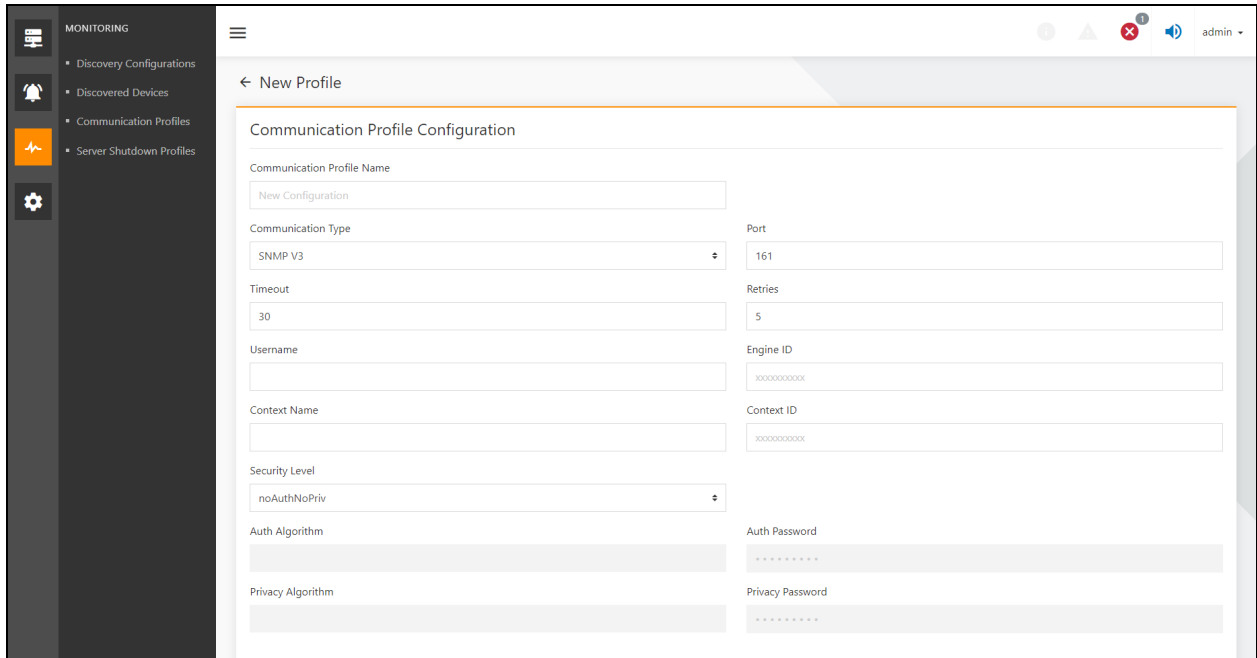 MONITORING
Discovery Configurations
Discovered Devices
Communication Profiles
Server Shutdown Profiles
1
admin
New Profile
Communication Profile Configuration
Communication Profile Name
New Configuration
Communication Type Port
SNMP V3 161
Timeout Retries
30 5
Username Engine ID
xxxxxxxxxx
Context Name Context ID
xxxxxxxxxx
Security Level
noAuthNoPriv
Auth Algorithm Auth Password
•••••••••
Privacy Algorithm Privacy Password
•••••••••